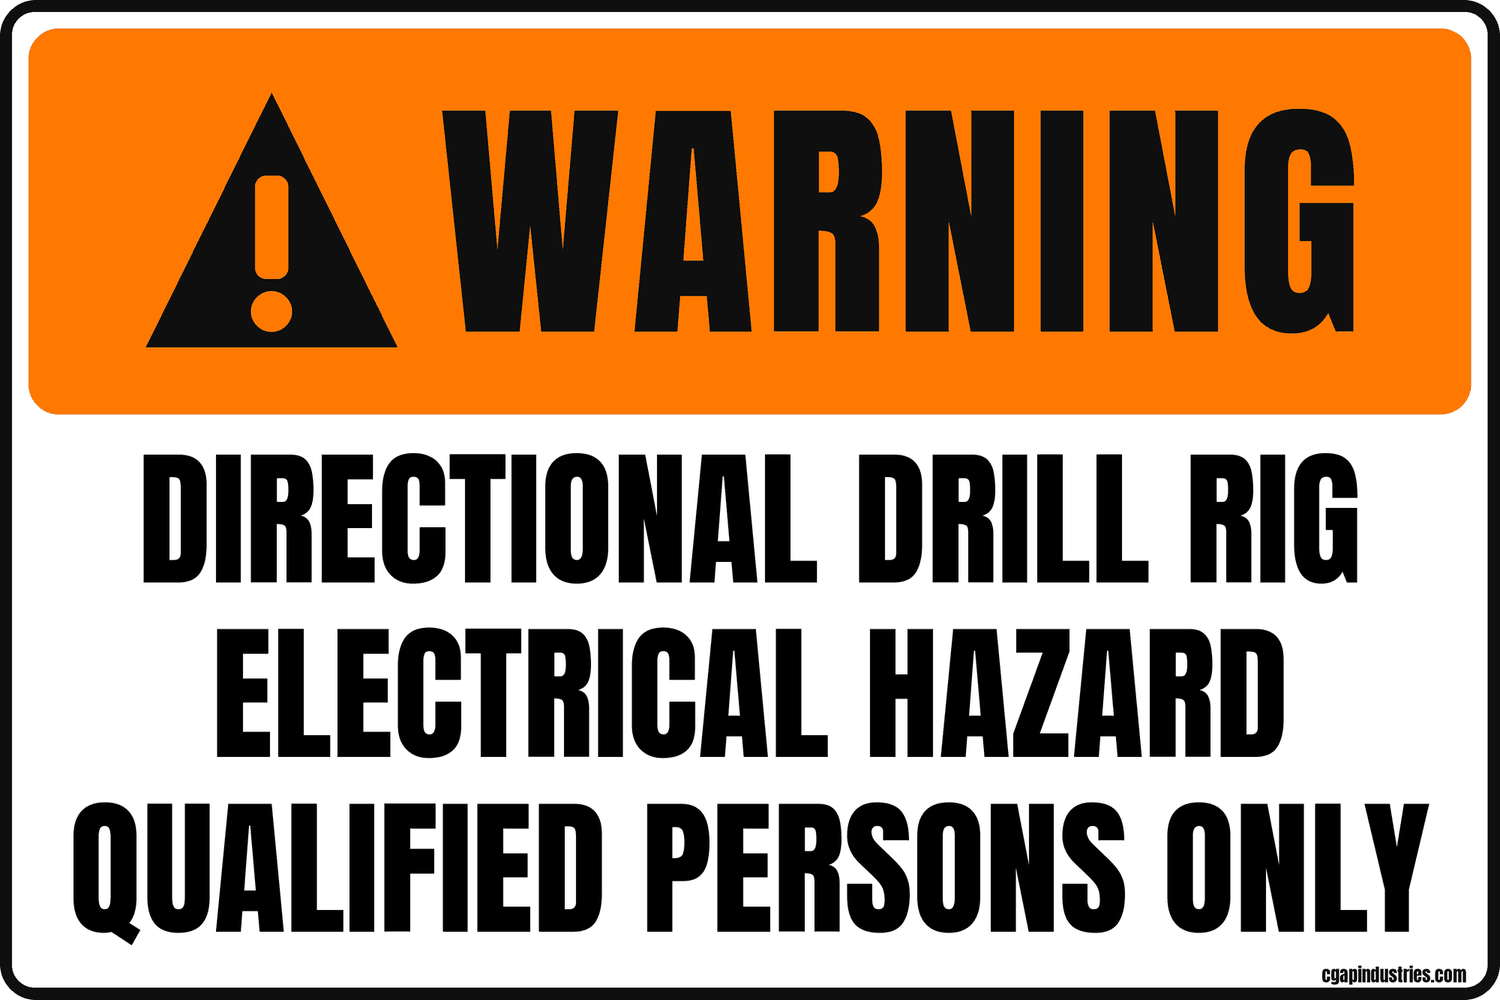 WARNING
DIRECTIONAL DRILL RIG
ELECTRICAL HAZARD
QUALIFIED PERSONS ONLY
cgapindustries.com